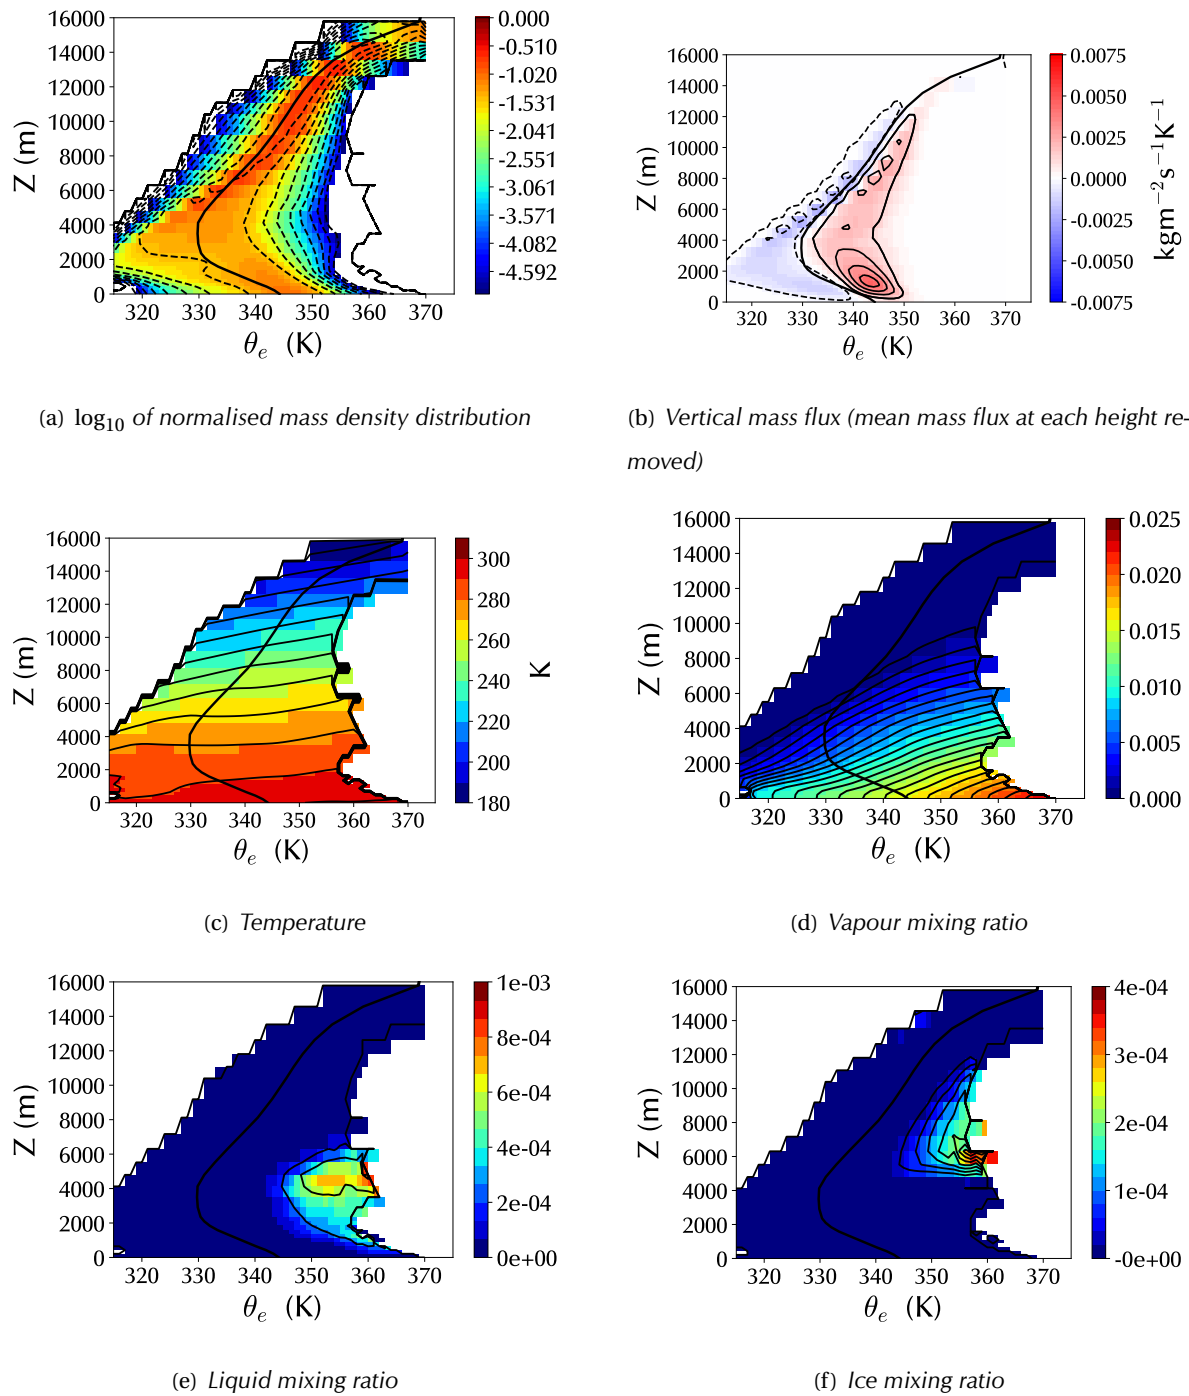 16000
14000
12000
10000
8000
6000
4000
2000
0
Z (m)
320 330 340 350 360 370
θe (K)
0.000
-0.510
-1.020
-1.531
-2.041
-2.551
-3.061
-3.571
-4.082
-4.592
(a) log10 of normalised mass density distribution
16000
14000
12000
10000
8000
6000
4000
2000
0
Z (m)
320 330 340 350 360 370
θe (K)
0.0075
0.0050
0.0025
0.0000
-0.0025
-0.0050
-0.0075
kgm−2s−1K−1
(b) Vertical mass flux (mean mass flux at each height re-
moved)
16000
14000
12000
10000
8000
6000
4000
2000
0
Z (m)
320 330 340 350 360 370
θe (K)
300
280
260
240
220
200
180
K
(c) Temperature
16000
14000
12000
10000
8000
6000
4000
2000
0
Z (m)
320 330 340 350 360 370
θe (K)
0.025
0.020
0.015
0.010
0.005
0.000
(d) Vapour mixing ratio
16000
14000
12000
10000
8000
6000
4000
2000
0
Z (m)
320 330 340 350 360 370
θe (K)
1e-03
8e-04
6e-04
4e-04
2e-04
0e+00
(e) Liquid mixing ratio
16000
14000
12000
10000
8000
6000
4000
2000
0
Z (m)
320 330 340 350 360 370
θe (K)
4e-04
3e-04
2e-04
1e-04
-0e+00
(f) Ice mixing ratio